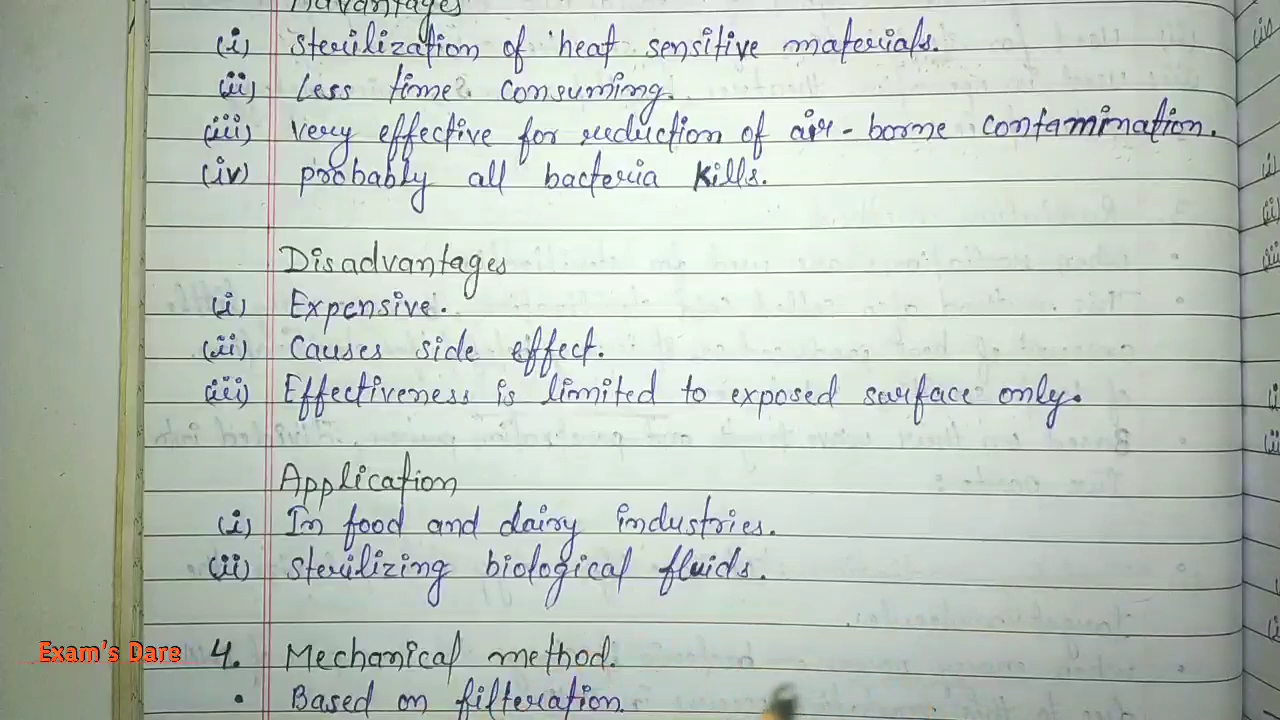 Advantages
(i) sterilization of heat sensitive materials.
(ii) Less time consuming.
(iii) very effective for reduction of air-borne contamination.
(iv) probably all bacteria kills.
Disadvantages
(i) Expensive.
(ii) Causes side effect.
(iii) Effectiveness is limited to exposed surface only.
Application
(i) In food and dairy industries.
(ii) sterilizing biological fluids.
Exam's Dare
4. Mechanical method.
• Based on filteration.